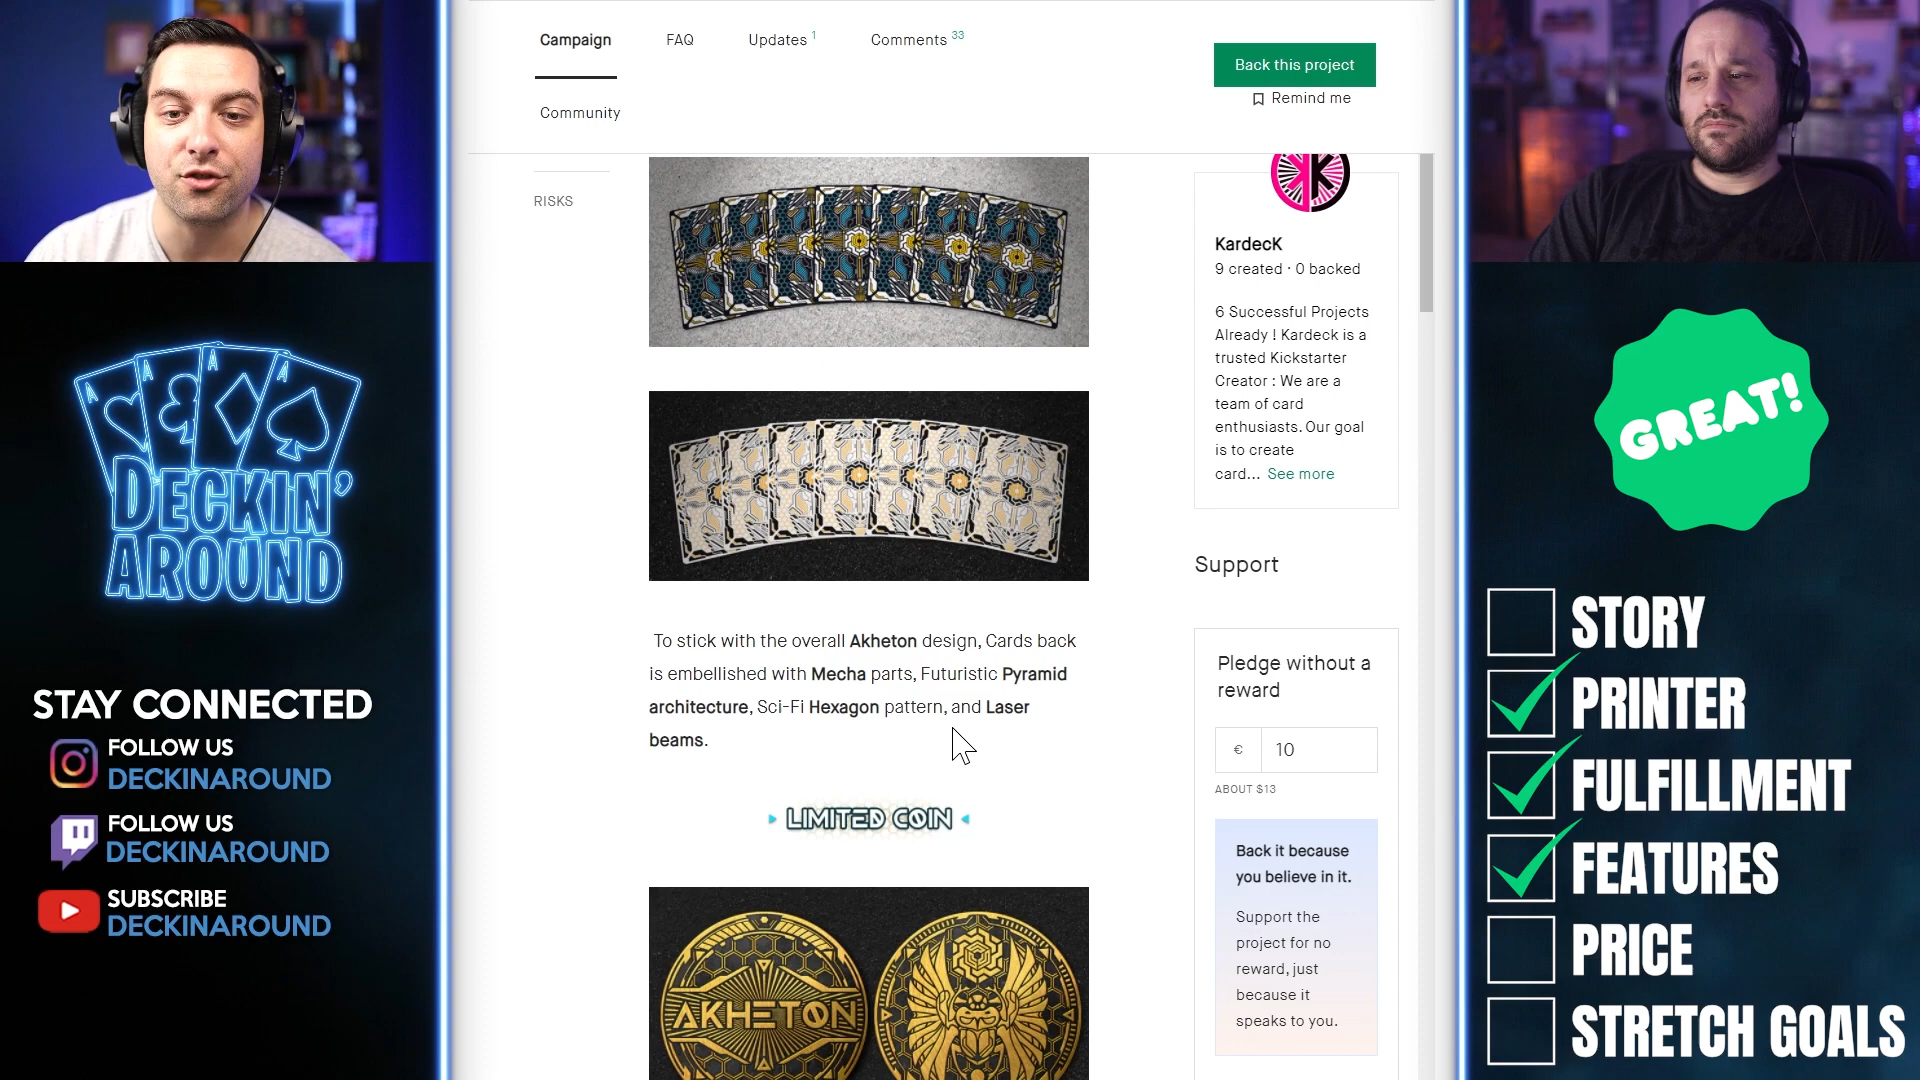 Campaign
FAQ
Updates 1
Comments 33
Community
Back this project
Remind me
RISKS
KardecK
9 created · 0 backed
6 Successful Projects
Already ! Kardeck is a
trusted Kickstarter
Creator : We are a
team of card
enthusiasts. Our goal
is to create
card... See more
Support
Pledge without a
reward
€ 10
ABOUT $13
Back it because
you believe in it.
Support the
project for no
reward, just
because it
speaks to you.
To stick with the overall Akheton design, Cards back
is embellished with Mecha parts, Futuristic Pyramid
architecture, Sci-Fi Hexagon pattern, and Laser
beams.
LIMITED COIN
AKHETON
A
A
A
A
DECKIN'
AROUND
STAY CONNECTED
FOLLOW US
DECKINAROUND
FOLLOW US
DECKINAROUND
SUBSCRIBE
DECKINAROUND
GREAT!
STORY
PRINTER
FULFILLMENT
FEATURES
PRICE
STRETCH GOALS